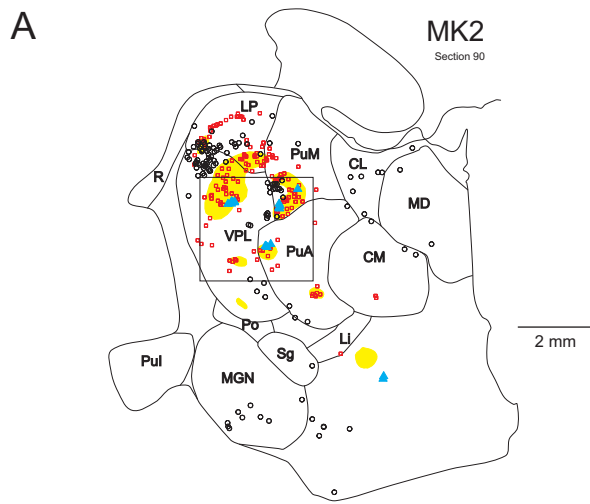 A
MK2
Section 90
LP
PuM
CL
R
MD
VPL
PuA
CM
Po
Li
2 mm
Sg
Pul
MGN